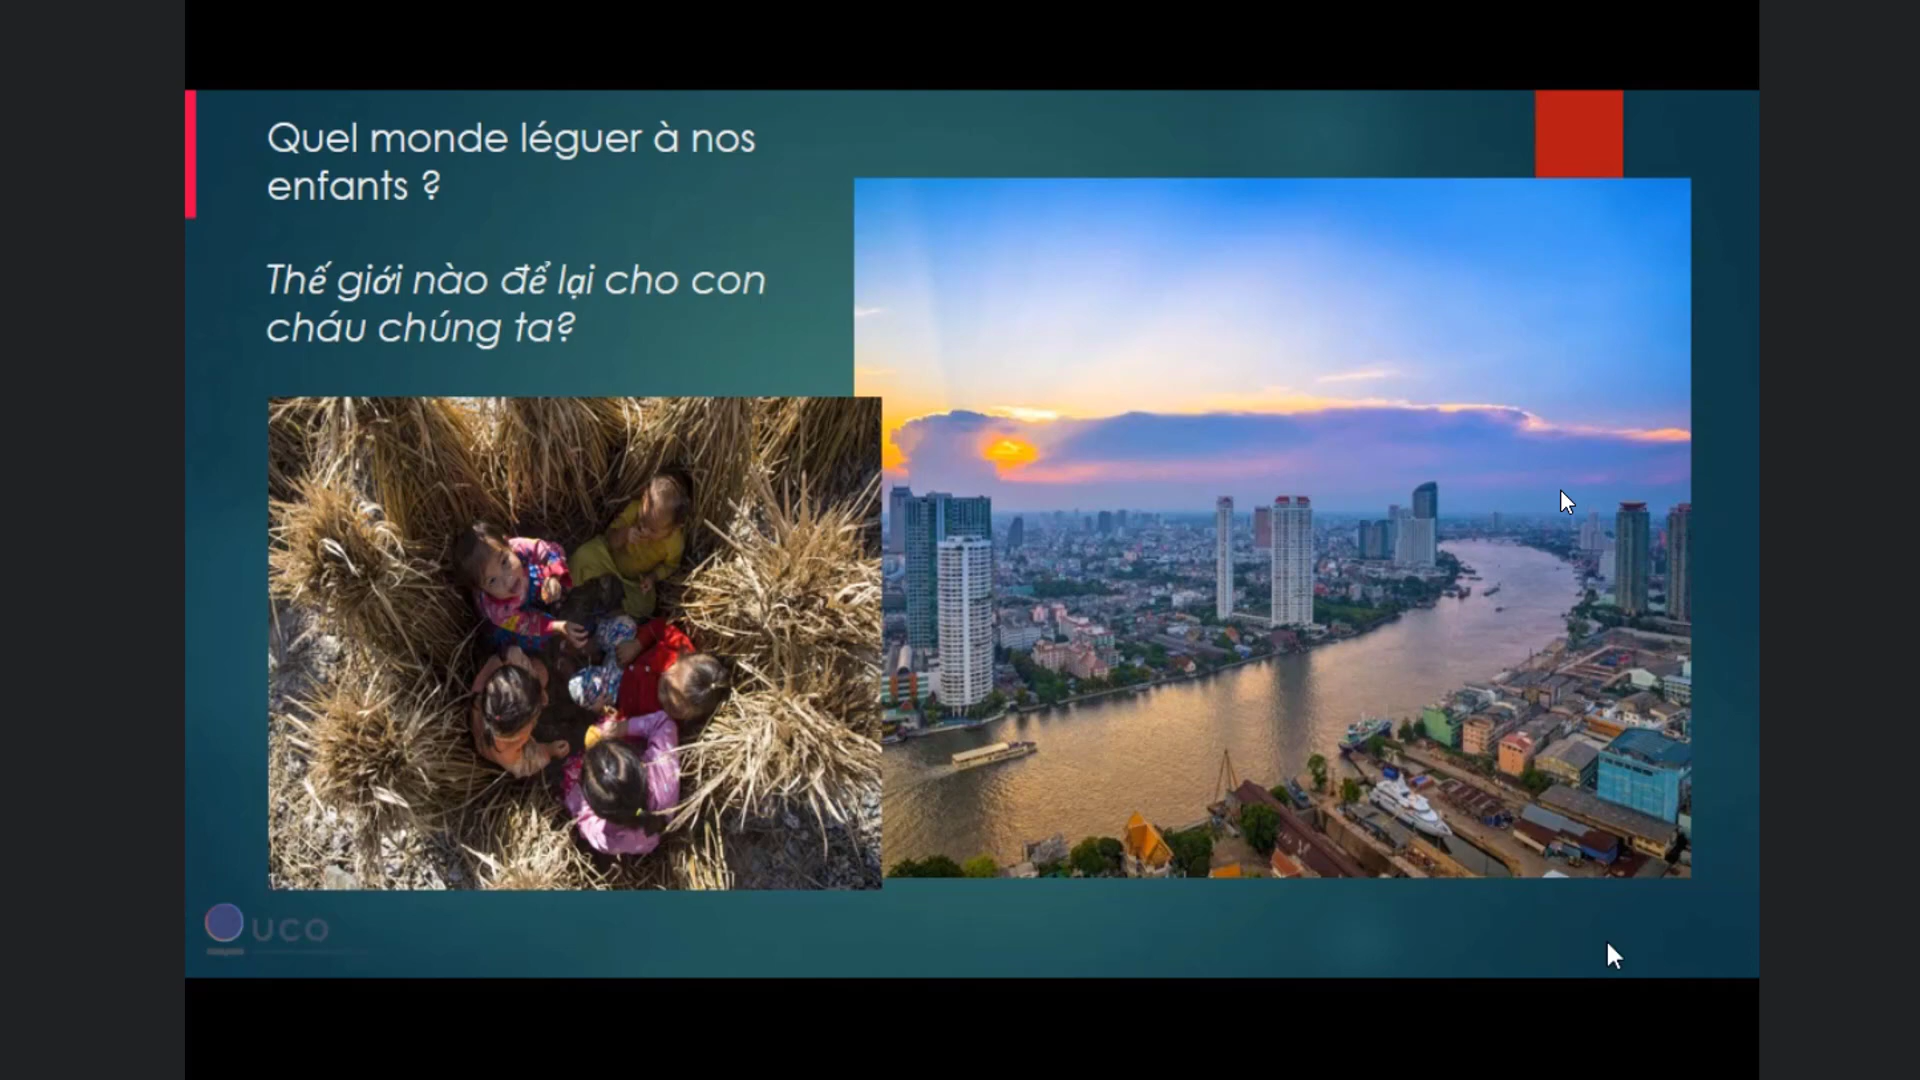 Quel monde léguer à nos
enfants ?
Thế giới nào để lại cho con
cháu chúng ta?
UCO